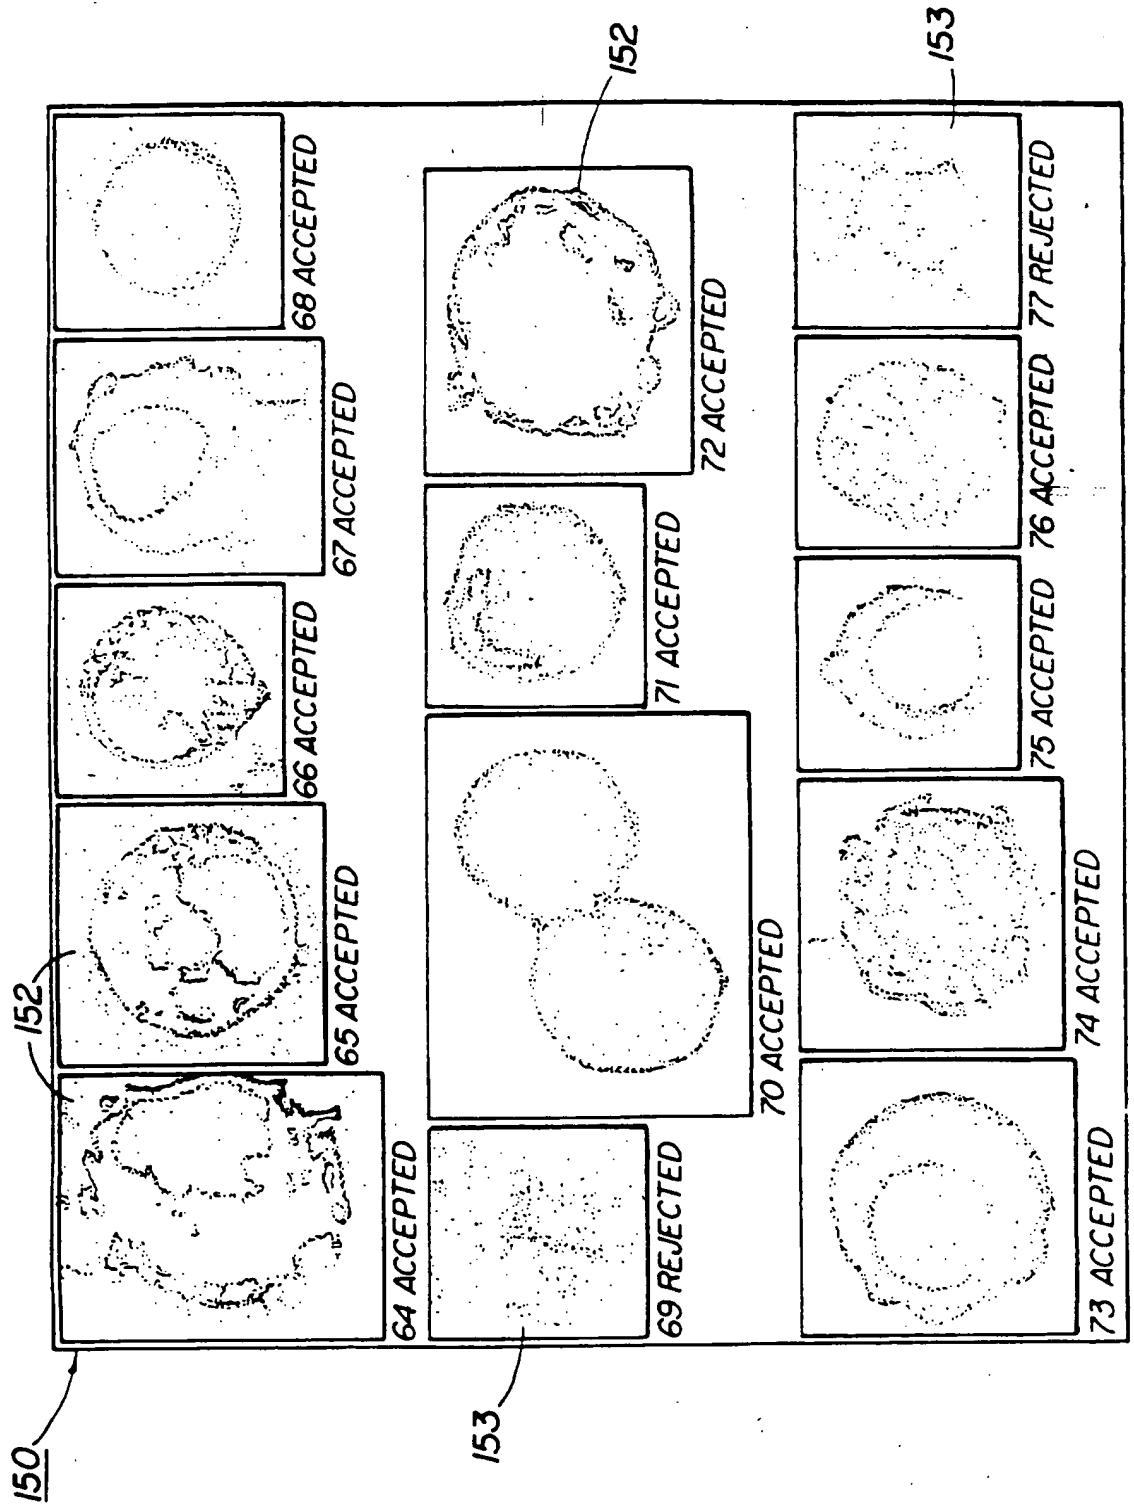 150
152
64 ACCEPTED
65 ACCEPTED
66 ACCEPTED
67 ACCEPTED
68 ACCEPTED
153
69 REJECTED
70 ACCEPTED
71 ACCEPTED
72 ACCEPTED
152
73 ACCEPTED
74 ACCEPTED
75 ACCEPTED
76 ACCEPTED
77 REJECTED
153